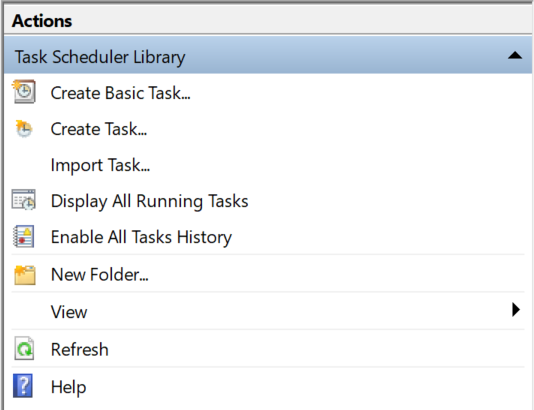 Actions
Task Scheduler Library
Create Basic Task...
Create Task...
Import Task...
Display All Running Tasks
Enable All Tasks History
New Folder...
View
Refresh
Help